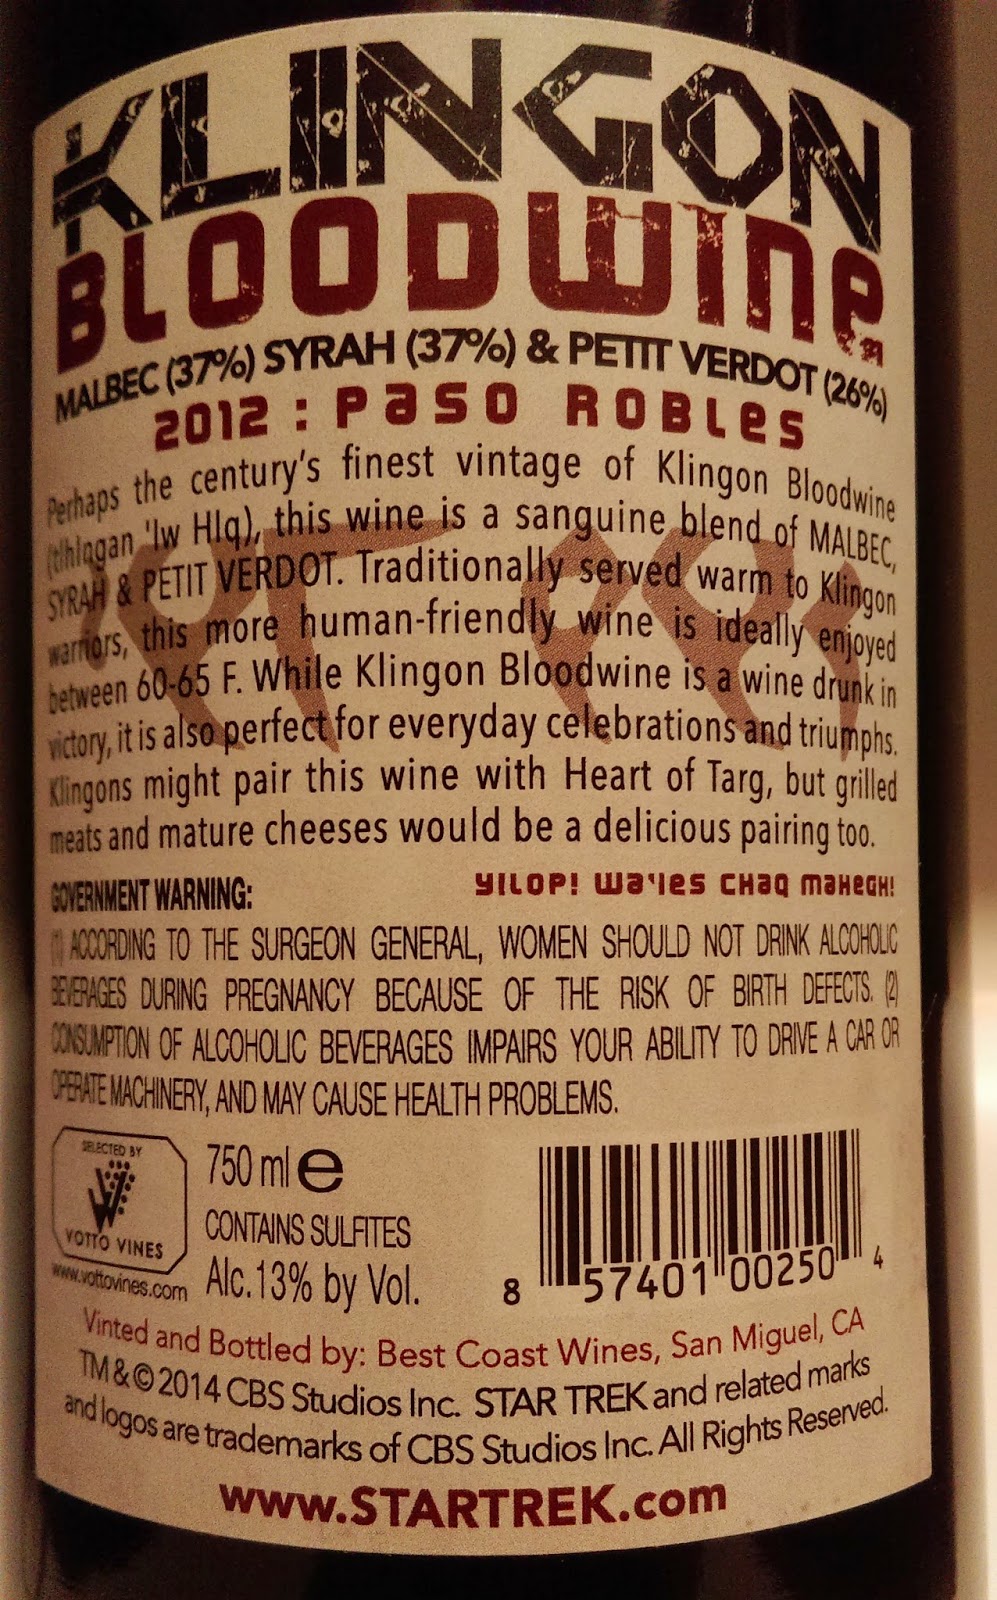 KLINGON
BLOODWINE
MALBEC (37%) SYRAH (37%) & PETIT VERDOT (26%)
2012 : PASO ROBLES
Perhaps the century's finest vintage of Klingon Bloodwine
(tlhIngan 'Iw HIq), this wine is a sanguine blend of MALBEC,
SYRAH & PETIT VERDOT. Traditionally served warm to Klingon
warriors, this more human-friendly wine is ideally enjoyed
between 60-65 F. While Klingon Bloodwine is a wine drunk in
victory, it is also perfect for everyday celebrations and triumphs.
Klingons might pair this wine with Heart of Targ, but grilled
meats and mature cheeses would be a delicious pairing too.
yILop! wa'leS chaq maHegh!
GOVERNMENT WARNING:
(1) ACCORDING TO THE SURGEON GENERAL, WOMEN SHOULD NOT DRINK ALCOHOLIC
BEVERAGES DURING PREGNANCY BECAUSE OF THE RISK OF BIRTH DEFECTS. (2)
CONSUMPTION OF ALCOHOLIC BEVERAGES IMPAIRS YOUR ABILITY TO DRIVE A CAR OR
OPERATE MACHINERY, AND MAY CAUSE HEALTH PROBLEMS.
SELECTED BY
VOTTO VINES
www.vottovines.com
750 ml e
CONTAINS SULFITES
Alc.13% by Vol.
8 57401 00250 4
Vinted and Bottled by: Best Coast Wines, San Miguel, CA
TM & © 2014 CBS Studios Inc. STAR TREK and related marks
and logos are trademarks of CBS Studios Inc. All Rights Reserved.
www.STARTREK.com